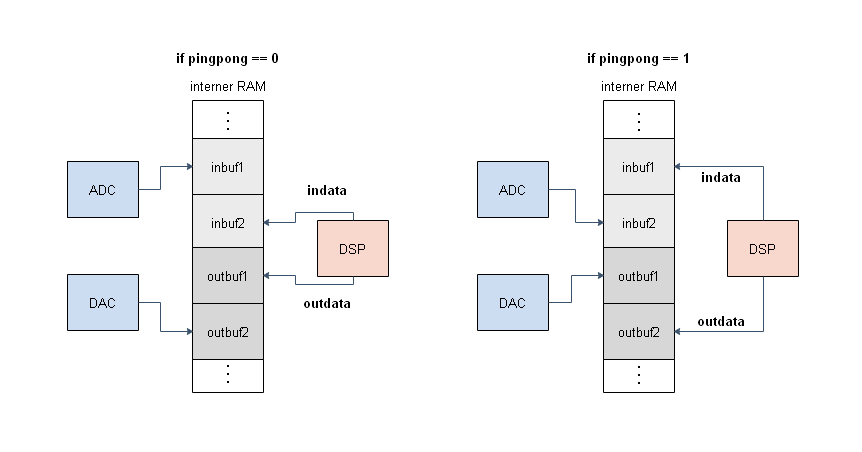 if pingpong == 0
interner RAM
inbuf1
ADC
indata
inbuf2
DSP
outbuf1
DAC
outdata
outbuf2
if pingpong == 1
interner RAM
inbuf1
indata
ADC
inbuf2
DSP
outbuf1
DAC
outdata
outbuf2